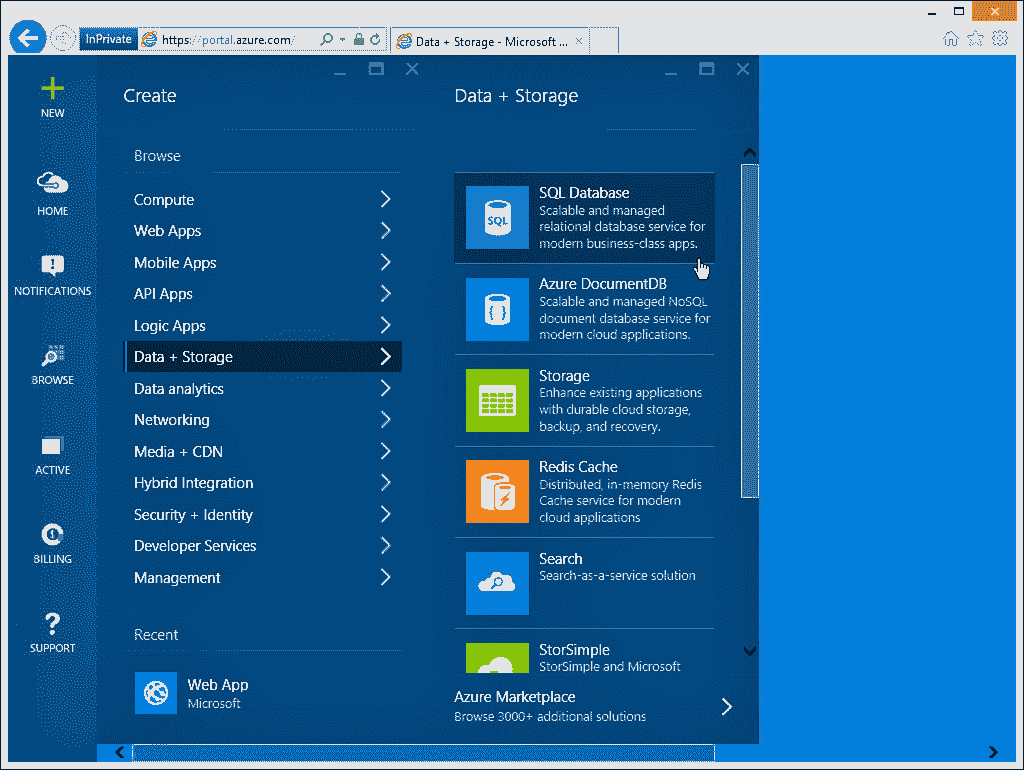 InPrivate
https://portal.azure.com/
Data + Storage - Microsoft ...
NEW
HOME
NOTIFICATIONS
BROWSE
ACTIVE
BILLING
SUPPORT
Create
Browse
Compute
Web Apps
Mobile Apps
API Apps
Logic Apps
Data + Storage
Data analytics
Networking
Media + CDN
Hybrid Integration
Security + Identity
Developer Services
Management
Recent
Web App
Microsoft
Data + Storage
SQL
SQL Database
Scalable and managed
relational database service for
modern business-class apps.
{ }
Azure DocumentDB
Scalable and managed NoSQL
document database service for
modern cloud applications.
Storage
Enhance existing applications
with durable cloud storage,
backup, and recovery.
Redis Cache
Distributed, in-memory Redis
Cache service for modern
cloud applications
Search
Search-as-a-service solution
StorSimple
StorSimple and Microsoft
Azure Marketplace
Browse 3000+ additional solutions